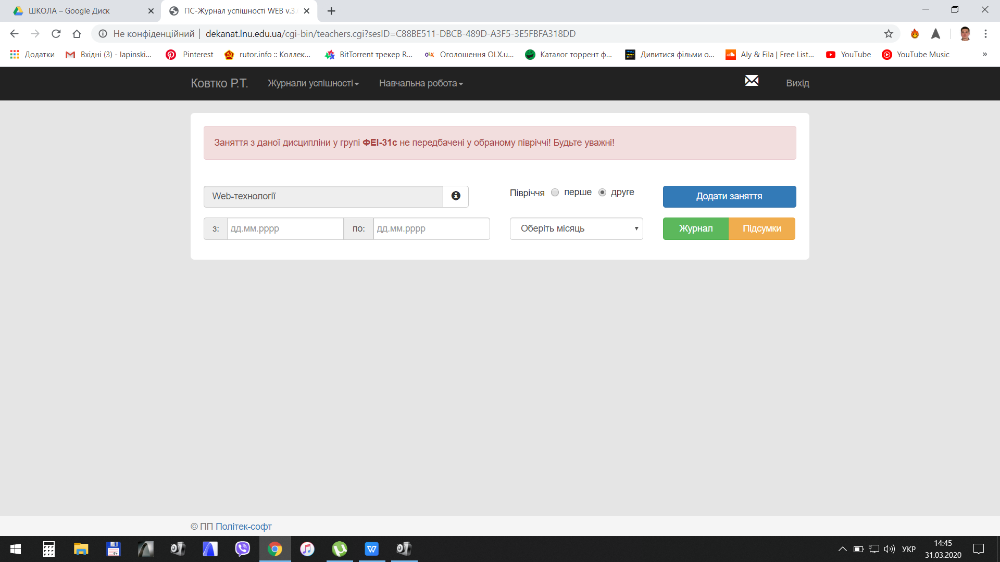 ШКОЛА – Google Диск
ПС-Журнал успішності WEB v.3.
Не конфіденційний
dekanat.lnu.edu.ua/cgi-bin/teachers.cgi?sesID=C88BE511-DBCB-489D-A3F5-3E5FBFA318DD
Додатки
Вхідні (3) - lapinski...
Pinterest
rutor.info :: Коллек...
BitTorrent трекер R...
OLX
Оголошення OLX.u...
Каталог торрент ф...
Дивитися фільми о...
Aly & Fila | Free List...
YouTube
YouTube Music
»
Ковтко Р.Т.
Журнали успішності
Навчальна робота
Вихід
Заняття з даної дисципліни у групі ФЕІ-31с не передбачені у обраному півріччі! Будьте уважні!
Web-технології
Півріччя перше друге
Додати заняття
з: дд.мм.рррр по: дд.мм.рррр
Оберіть місяць
Журнал
Підсумки
© ПП Політек-софт
64
W
УКР
14:45
31.03.2020